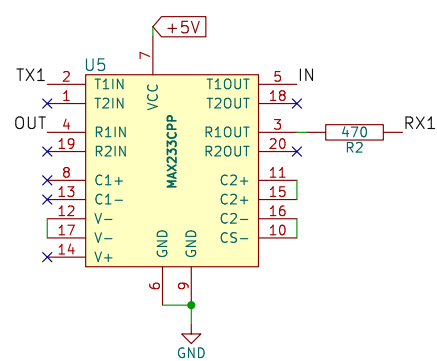 +5V
U5
7
TX1 2 T1IN T1OUT 5 IN
1 T2IN VCC T2OUT 18
OUT 4 R1IN R1OUT 3 470 RX1
19 R2IN R2OUT 20 R2
MAX233CPP
8 C1+ C2+ 11
13 C1- C2+ 15
12 V- C2- 16
17 V- CS- 10
14 V+ GND GND
6 9
GND